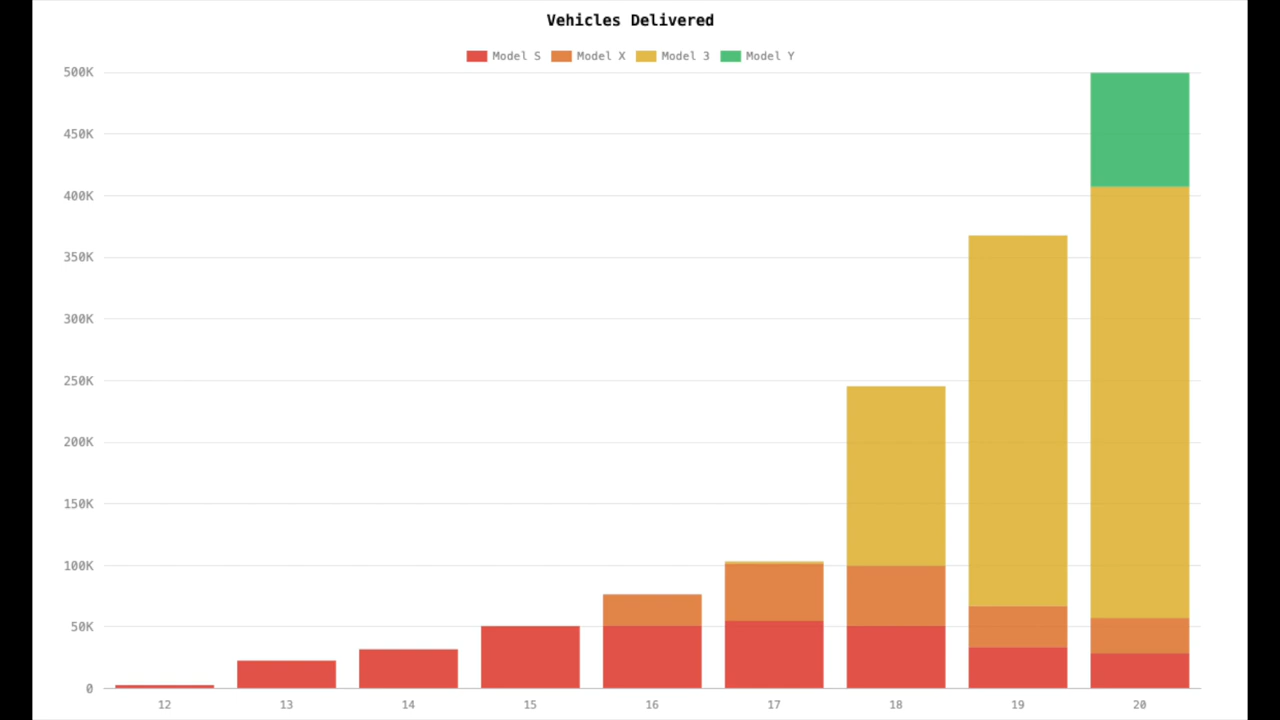 Vehicles Delivered
Model S Model X Model 3 Model Y
500K
450K
400K
350K
300K
250K
200K
150K
100K
50K
0
12 13 14 15 16 17 18 19 20